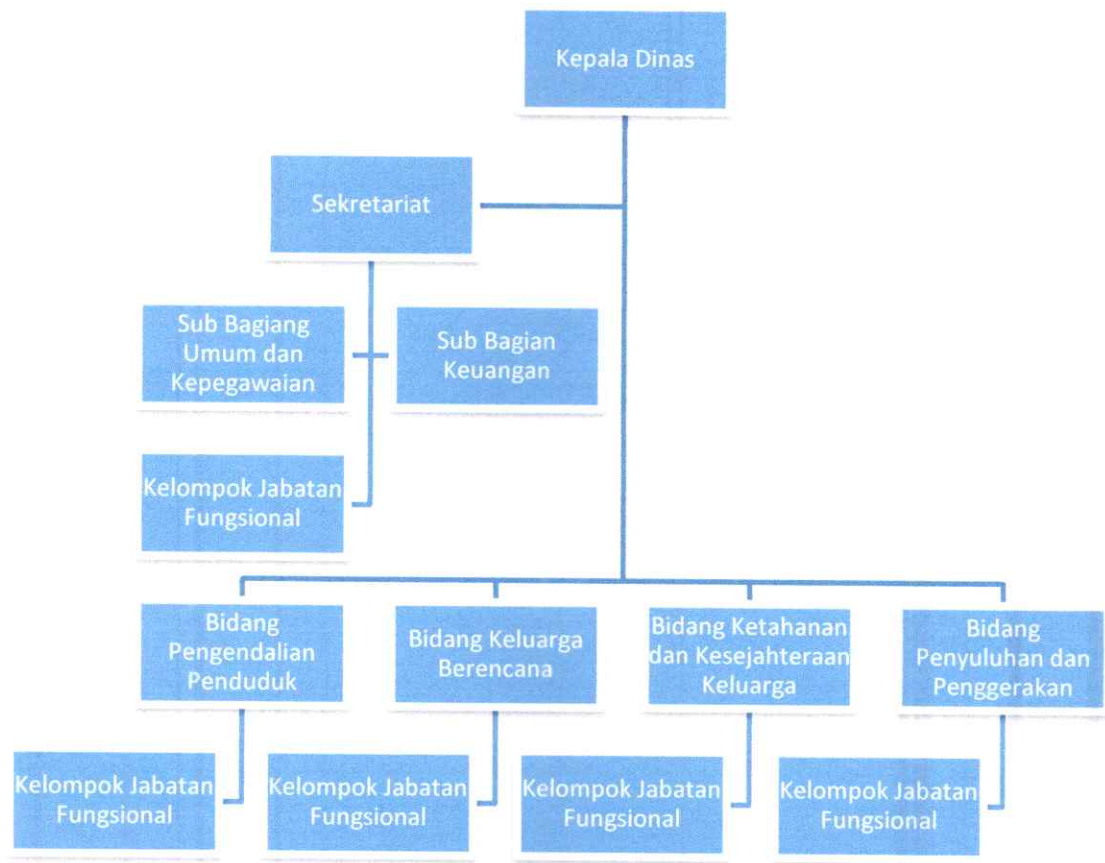 Kepala Dinas
Sekretariat
Sub Bagiang
Umum dan
Kepegawaian
Sub Bagian
Keuangan
Kelompok Jabatan
Fungsional
Bidang
Pengendalian
Penduduk
Bidang Keluarga
Berencana
Bidang Ketahanan
dan Kesejahteraan
Keluarga
Bidang
Penyuluhan dan
Penggerakan
Kelompok Jabatan
Fungsional
Kelompok Jabatan
Fungsional
Kelompok Jabatan
Fungsional
Kelompok Jabatan
Fungsional